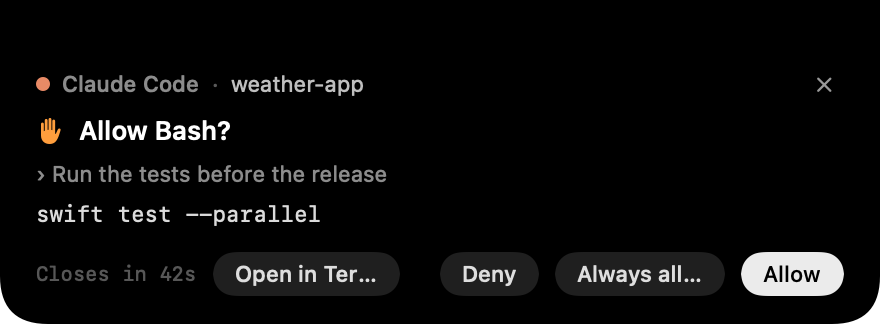 Claude Code · weather-app
Allow Bash?
› Run the tests before the release
swift test --parallel
Closes in 42s
Open in Ter...
Deny
Always all...
Allow